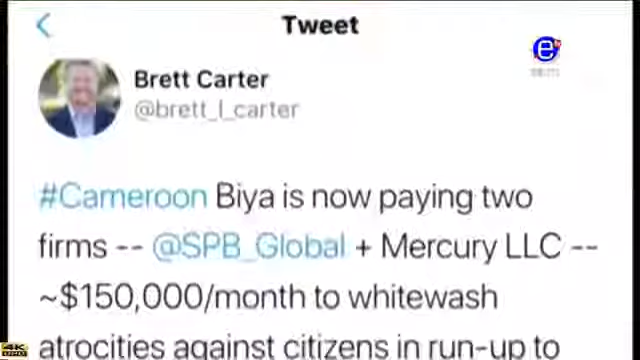 Tweet
Brett Carter
@brett_l_carter
#Cameroon Biya is now paying two
firms -- @SPB_Global + Mercury LLC --
~$150,000/month to whitewash
atrocities against citizens in run-up to
e
4K